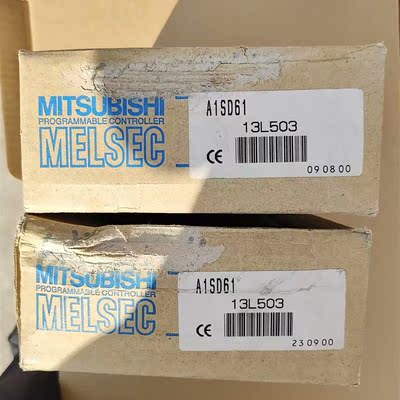 MITSUBISHI
PROGRAMMABLE CONTROLLER
MELSEC
A1SD61
13L503
CE
090800
MITSUBISHI
PROGRAMMABLE CONTROLLER
MELSEC
A1SD61
13L503
CE
230900